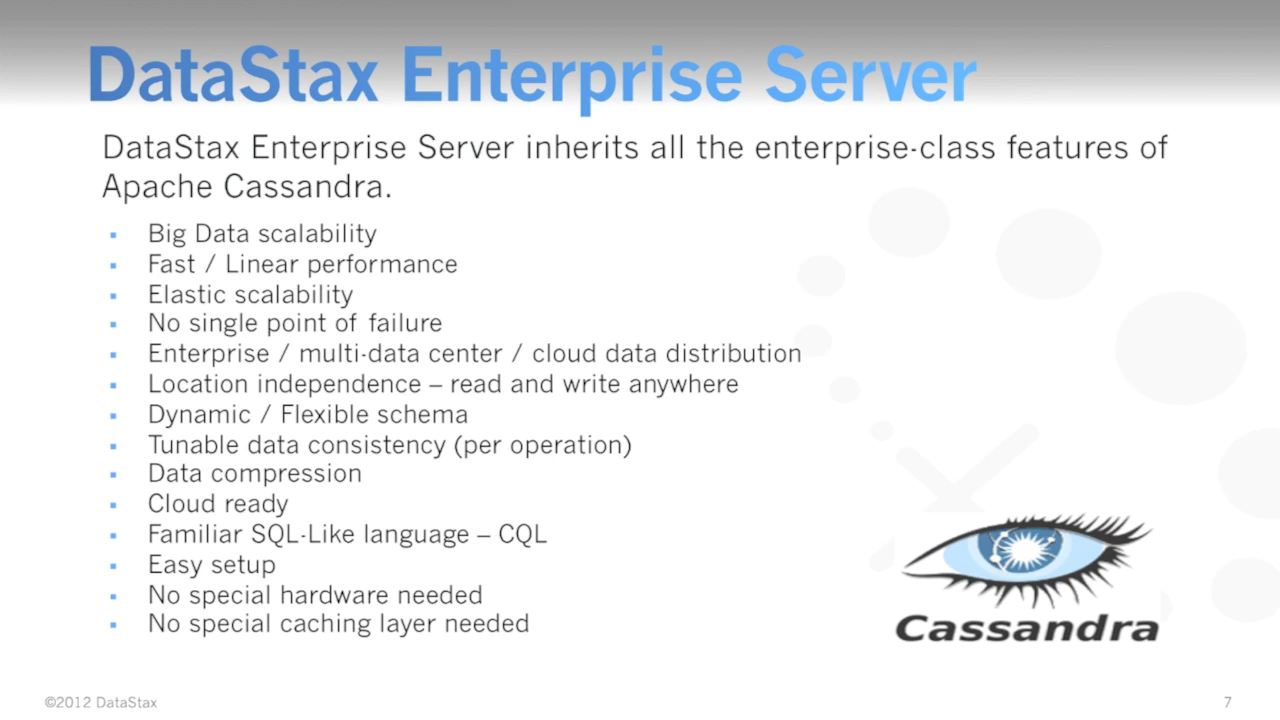 DataStax Enterprise Server
DataStax Enterprise Server inherits all the enterprise-class features of
Apache Cassandra.
▪ Big Data scalability
▪ Fast / Linear performance
▪ Elastic scalability
▪ No single point of failure
▪ Enterprise / multi-data center / cloud data distribution
▪ Location independence – read and write anywhere
▪ Dynamic / Flexible schema
▪ Tunable data consistency (per operation)
▪ Data compression
▪ Cloud ready
▪ Familiar SQL-Like language – CQL
▪ Easy setup
▪ No special hardware needed
▪ No special caching layer needed
Cassandra
©2012 DataStax
7